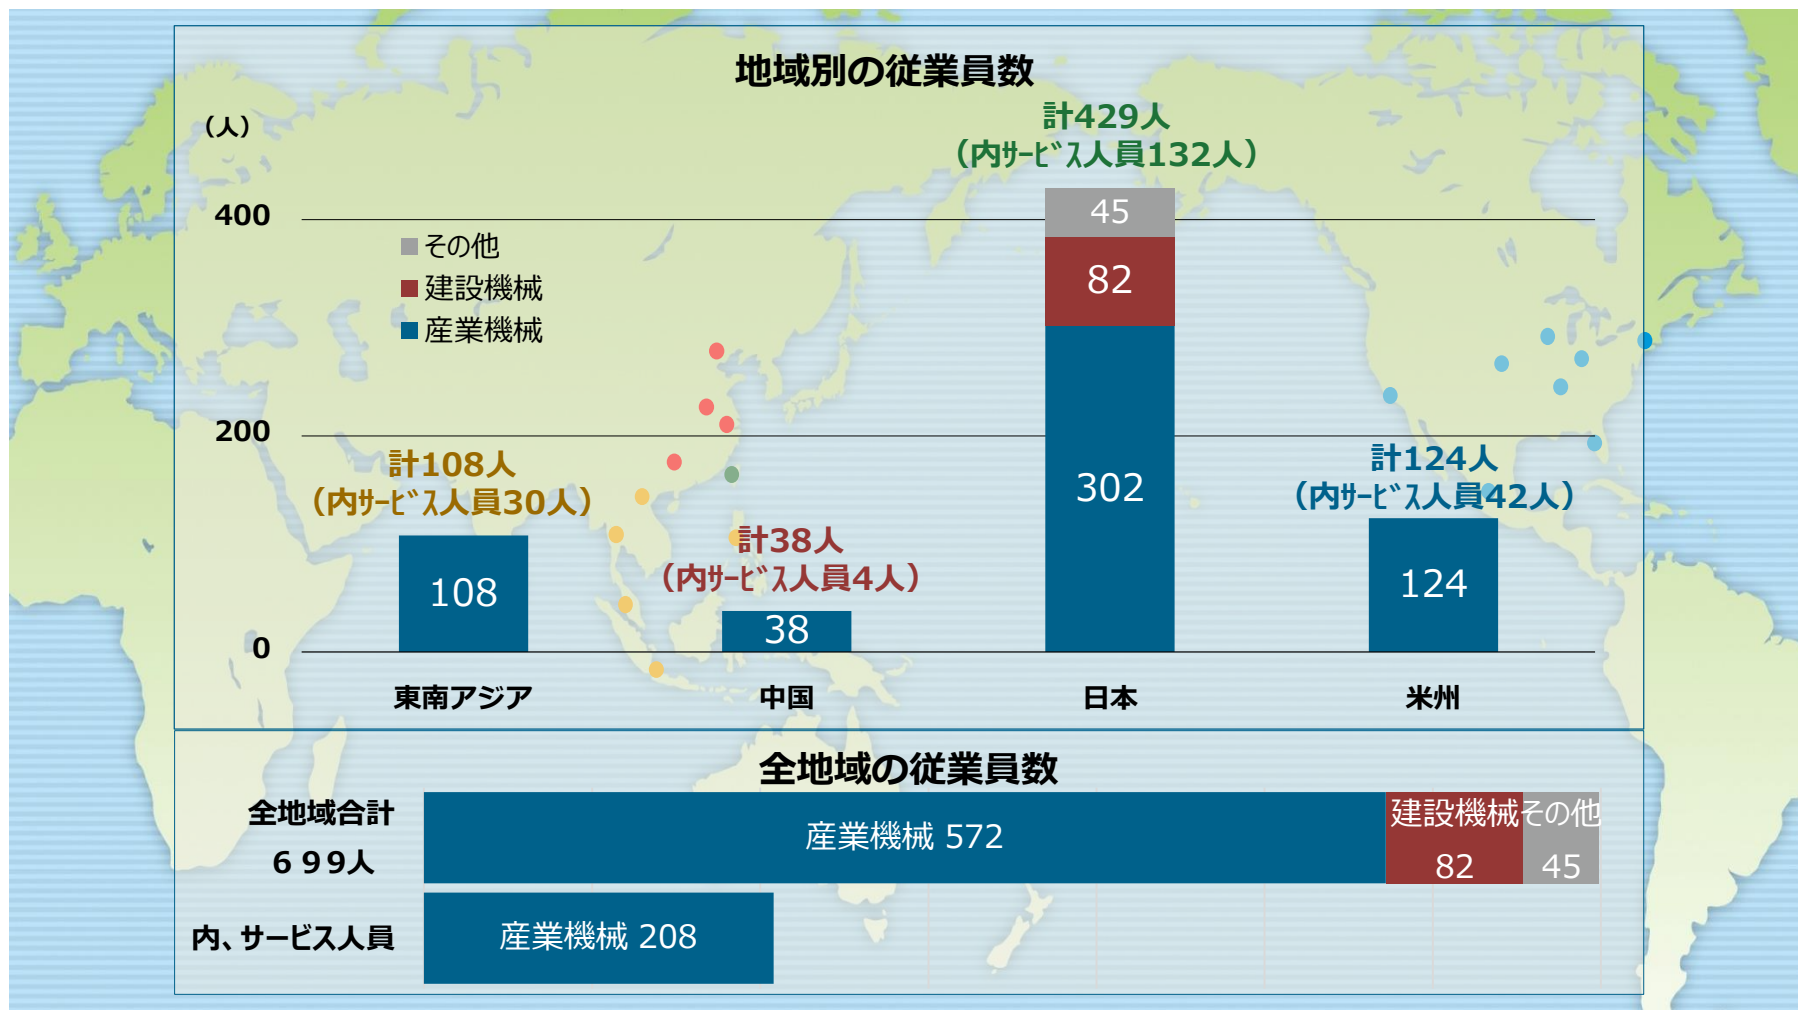 地域別の従業員数
(人)
計429人
(内ｻｰﾋﾞｽ人員132人)
400
45
その他
建設機械
82
産業機械
200
計108人
(内ｻｰﾋﾞｽ人員30人)
計124人
(内ｻｰﾋﾞｽ人員42人)
302
計38人
(内ｻｰﾋﾞｽ人員4人)
108
38
124
0
東南アジア
中国
日本
米州
全地域の従業員数
全地域合計
６９9人
産業機械 572
建設機械
82
その他
45
内、サービス人員
産業機械 208